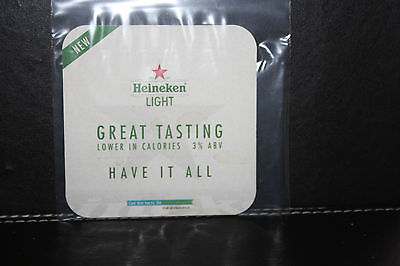 NEW
Heineken
LIGHT
GREAT TASTING
LOWER IN CALORIES 3% ABV
HAVE IT ALL